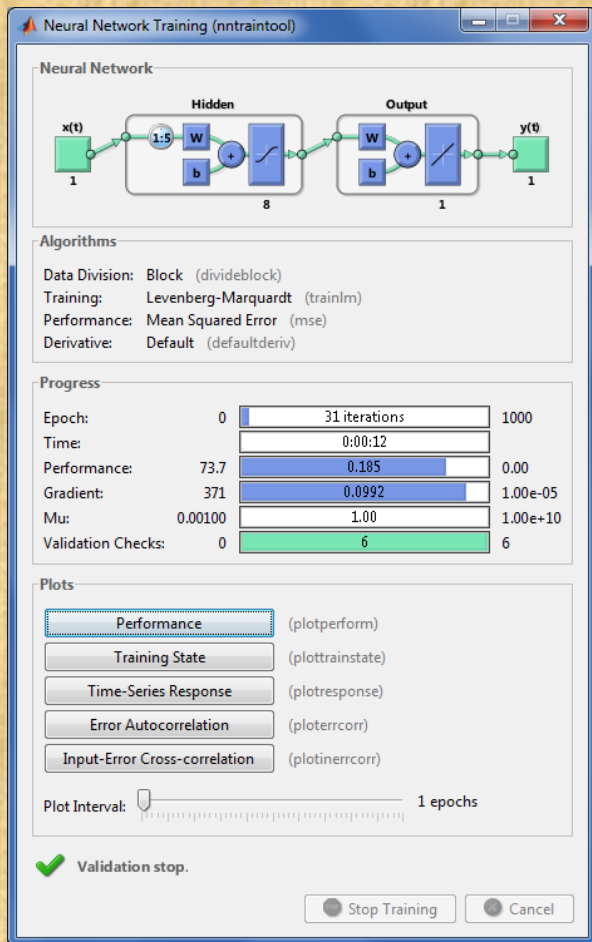 Neural Network Training (nntraintool)
Neural Network
Hidden Output
x(t) 1:5 W b + W b + y(t)
1 8 1 1
Algorithms
Data Division: Block (divideblock)
Training: Levenberg-Marquardt (trainlm)
Performance: Mean Squared Error (mse)
Derivative: Default (defaultderiv)
Progress
Epoch: 0 31 iterations 1000
Time: 0:00:12
Performance: 73.7 0.185 0.00
Gradient: 371 0.0992 1.00e-05
Mu: 0.00100 1.00 1.00e+10
Validation Checks: 0 6 6
Plots
Performance (plotperform)
Training State (plottrainstate)
Time-Series Response (plotresponse)
Error Autocorrelation (ploterrcorr)
Input-Error Cross-correlation (plotinerrcorr)
Plot Interval: 1 epochs
Validation stop.
Stop Training Cancel